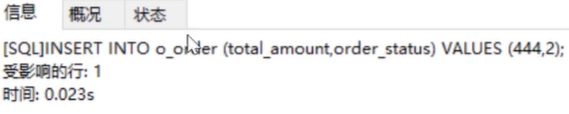 信息 概况 状态
[SQL]INSERT INTO o_order (total_amount,order_status) VALUES (444,2);
受影响的行: 1
时间: 0.023s